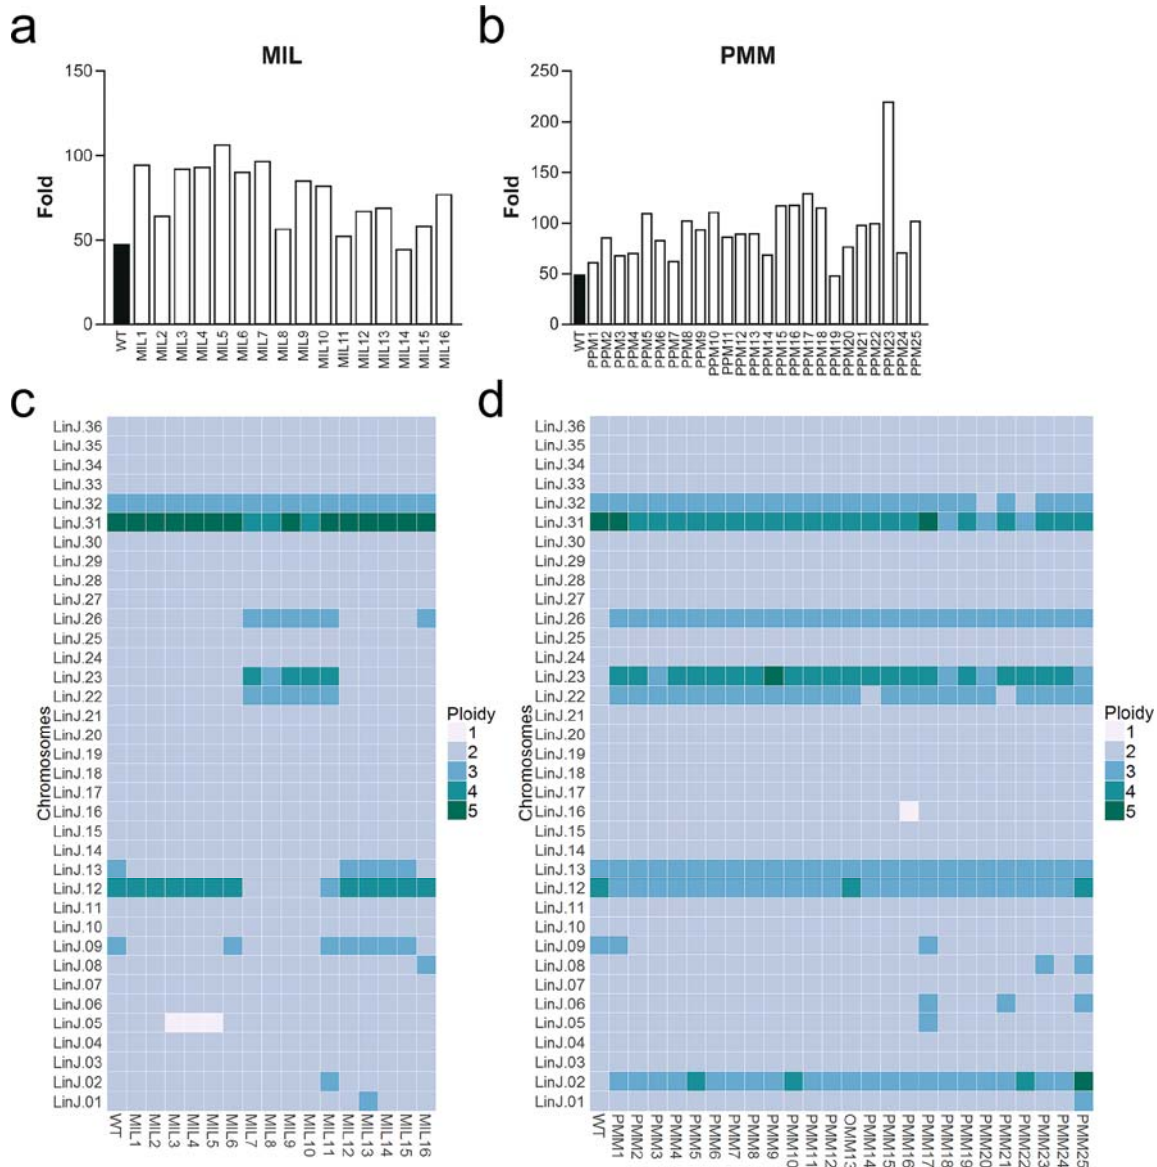 a
MIL
150
100
50
0
Fold
WT
MIL1
MIL2
MIL3
MIL4
MIL5
MIL6
MIL7
MIL8
MIL9
MIL10
MIL11
MIL12
MIL13
MIL14
MIL15
MIL16
b
PMM
250
200
150
100
50
0
Fold
WT
PPM1
PPM2
PPM3
PPM4
PPM5
PPM6
PPM7
PPM8
PPM9
PPM10
PPM11
PPM12
PPM13
PPM14
PPM15
PPM16
PPM17
PPM18
PPM19
PPM20
PPM21
PPM22
PPM23
PPM24
PPM25
c
Chromosomes
LinJ.36
LinJ.35
LinJ.34
LinJ.33
LinJ.32
LinJ.31
LinJ.30
LinJ.29
LinJ.28
LinJ.27
LinJ.26
LinJ.25
LinJ.24
LinJ.23
LinJ.22
LinJ.21
LinJ.20
LinJ.19
LinJ.18
LinJ.17
LinJ.16
LinJ.15
LinJ.14
LinJ.13
LinJ.12
LinJ.11
LinJ.10
LinJ.09
LinJ.08
LinJ.07
LinJ.06
LinJ.05
LinJ.04
LinJ.03
LinJ.02
LinJ.01
WT
MIL1
MIL2
MIL3
MIL4
MIL5
MIL6
MIL7
MIL8
MIL9
MIL10
MIL11
MIL12
MIL13
MIL14
MIL15
MIL16
Ploidy
1
2
3
4
5
d
Chromosomes
LinJ.36
LinJ.35
LinJ.34
LinJ.33
LinJ.32
LinJ.31
LinJ.30
LinJ.29
LinJ.28
LinJ.27
LinJ.26
LinJ.25
LinJ.24
LinJ.23
LinJ.22
LinJ.21
LinJ.20
LinJ.19
LinJ.18
LinJ.17
LinJ.16
LinJ.15
LinJ.14
LinJ.13
LinJ.12
LinJ.11
LinJ.10
LinJ.09
LinJ.08
LinJ.07
LinJ.06
LinJ.05
LinJ.04
LinJ.03
LinJ.02
LinJ.01
WT
PMM1
PMM2
PMM3
PMM4
PMM5
PMM6
PMM7
PMM8
PMM9
PMM10
PMM11
PMM12
OMM13
PMM14
PMM15
PMM16
PMM17
PMM18
PMM19
PMM20
PMM21
PMM22
PMM23
PMM24
PMM25
Ploidy
1
2
3
4
5